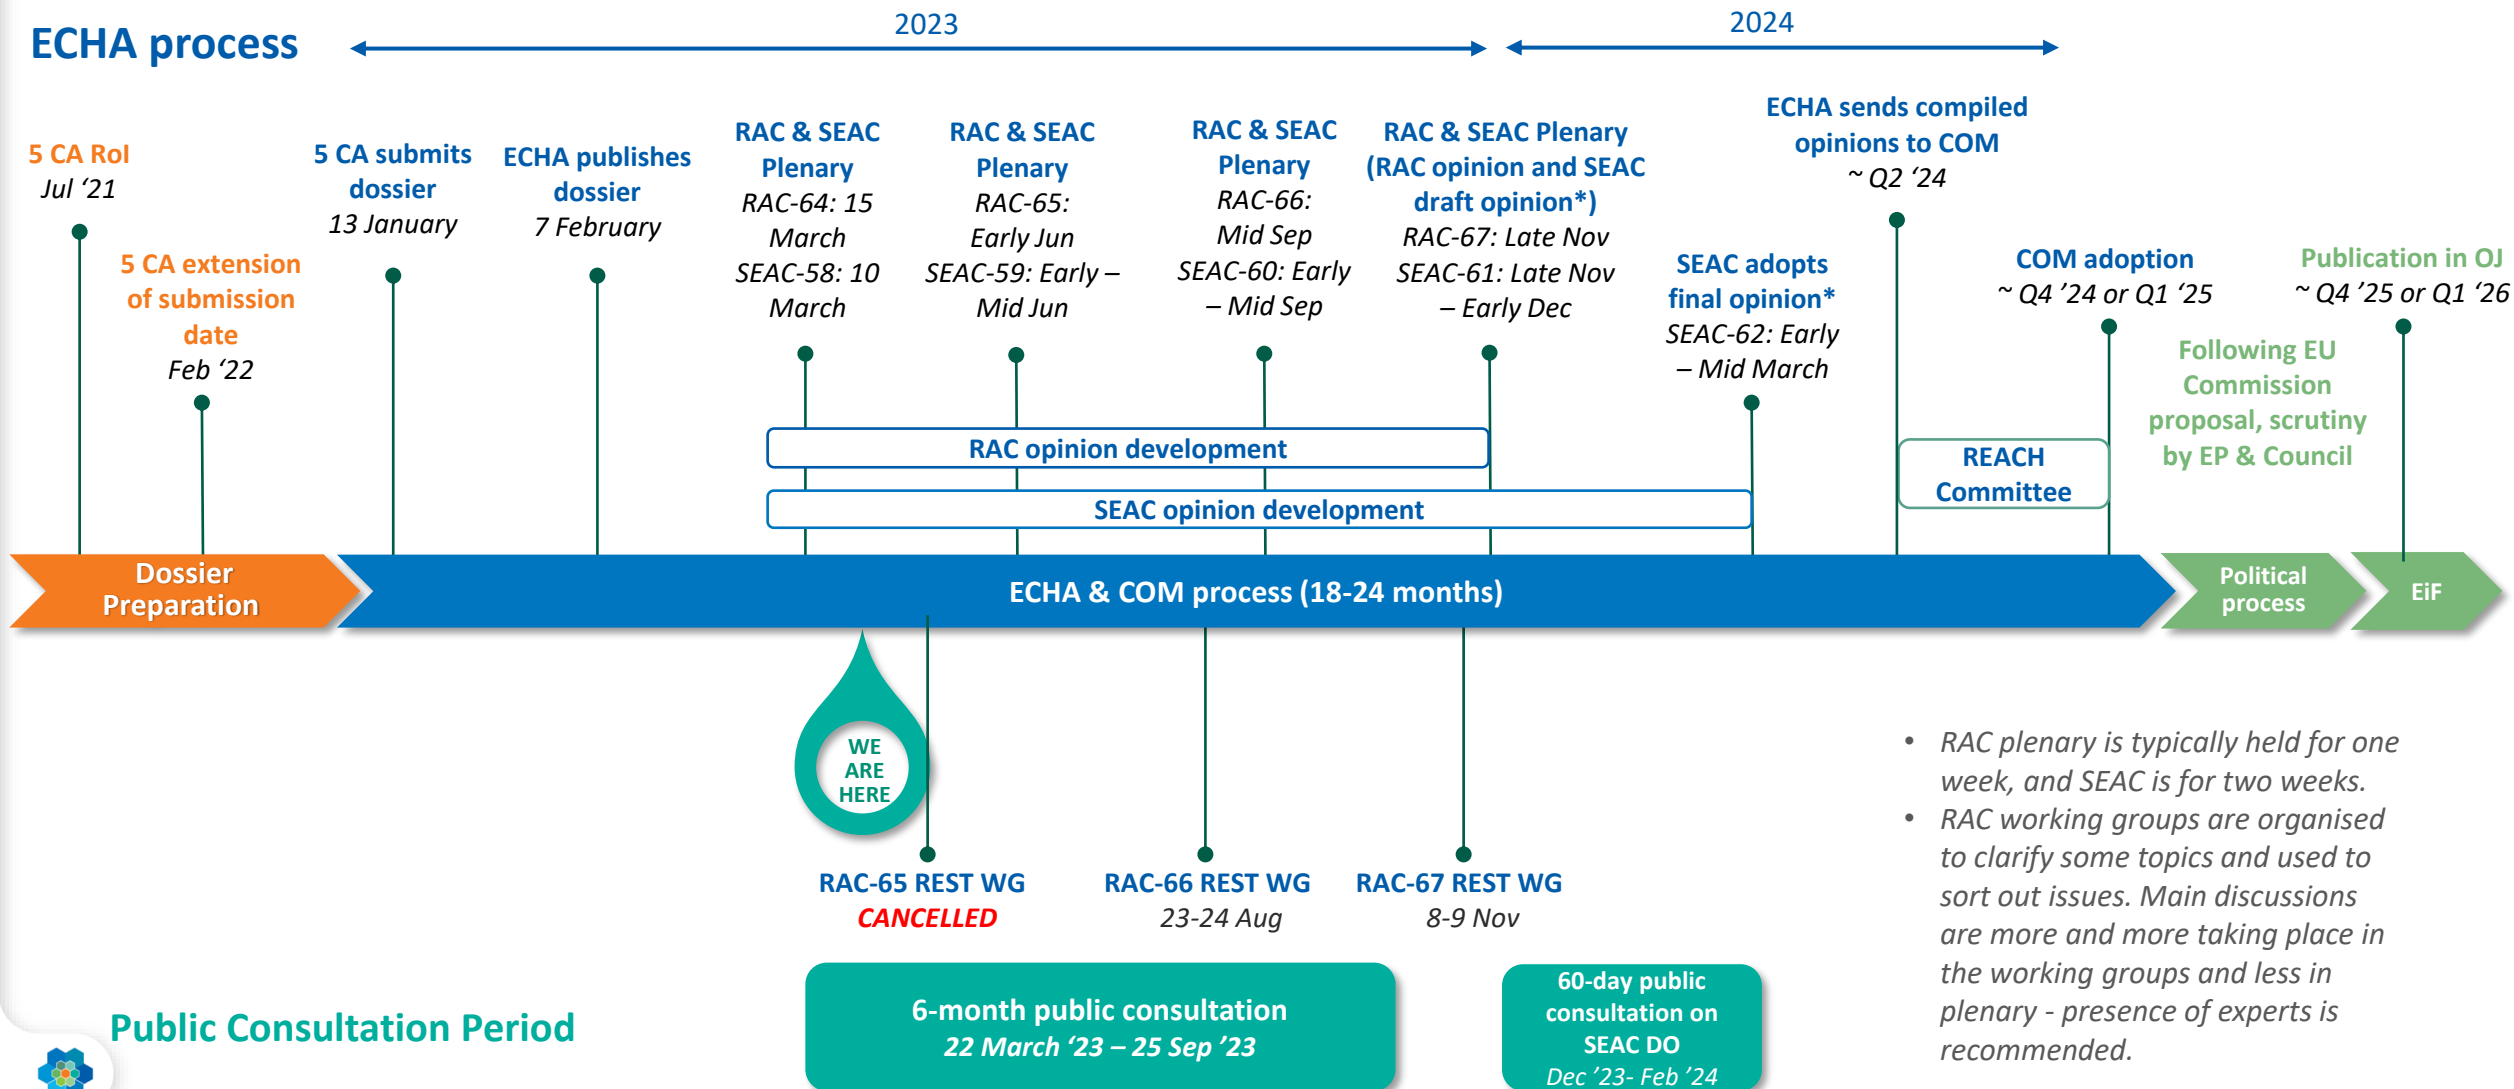 ECHA process
2023
2024
5 CA RoI
Jul ‘21
5 CA extension
of submission
date
Feb ‘22
5 CA submits
dossier
13 January
ECHA publishes
dossier
7 February
RAC & SEAC
Plenary
RAC-64: 15
March
SEAC-58: 10
March
RAC & SEAC
Plenary
RAC-65:
Early Jun
SEAC-59: Early –
Mid Jun
RAC & SEAC
Plenary
RAC-66:
Mid Sep
SEAC-60: Early
– Mid Sep
RAC & SEAC Plenary
(RAC opinion and SEAC
draft opinion*)
RAC-67: Late Nov
SEAC-61: Late Nov
– Early Dec
SEAC adopts
final opinion*
SEAC-62: Early
– Mid March
ECHA sends compiled
opinions to COM
~ Q2 ‘24
COM adoption
~ Q4 ’24 or Q1 ‘25
Publication in OJ
~ Q4 ’25 or Q1 ‘26
Following EU
Commission
proposal, scrutiny
by EP & Council
RAC opinion development
SEAC opinion development
REACH
Committee
Dossier
Preparation
ECHA & COM process (18-24 months)
Political
process
EiF
WE
ARE
HERE
RAC-65 REST WG
CANCELLED
RAC-66 REST WG
23-24 Aug
RAC-67 REST WG
8-9 Nov
• RAC plenary is typically held for one
week, and SEAC is for two weeks.
• RAC working groups are organised
to clarify some topics and used to
sort out issues. Main discussions
are more and more taking place in
the working groups and less in
plenary - presence of experts is
recommended.
Public Consultation Period
6-month public consultation
22 March ‘23 – 25 Sep ’23
60-day public
consultation on
SEAC DO
Dec ’23- Feb ’24